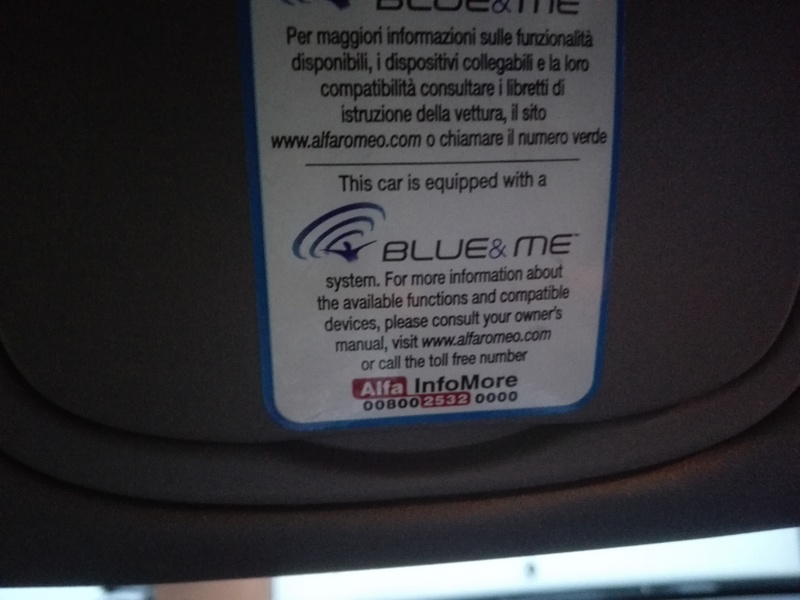 BLUE&ME
Per maggiori informazioni sulle funzionalità
disponibili, i dispositivi collegabili e la loro
compatibilità consultare i libretti di
istruzione della vettura, il sito
www.alfaromeo.com o chiamare il numero verde
This car is equipped with a
BLUE&ME™
system. For more information about
the available functions and compatible
devices, please consult your owner's
manual, visit www.alfaromeo.com
or call the toll free number
Alfa InfoMore
00800 2532 0000